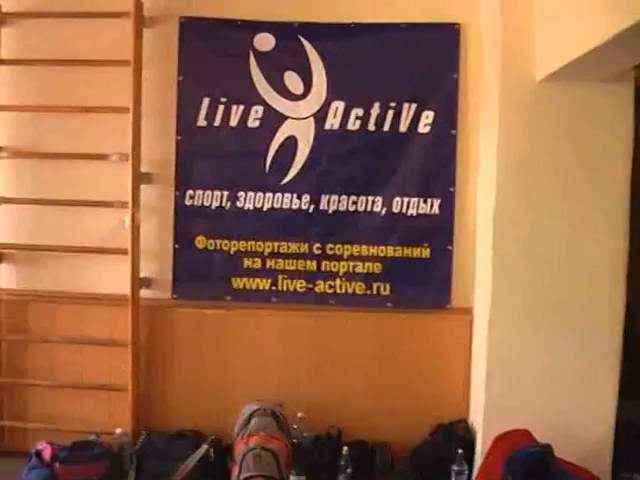 Live ActiVe
спорт, здоровье, красота, отдых
Фоторепортажи с соревнований
на нашем портале
www.live-active.ru